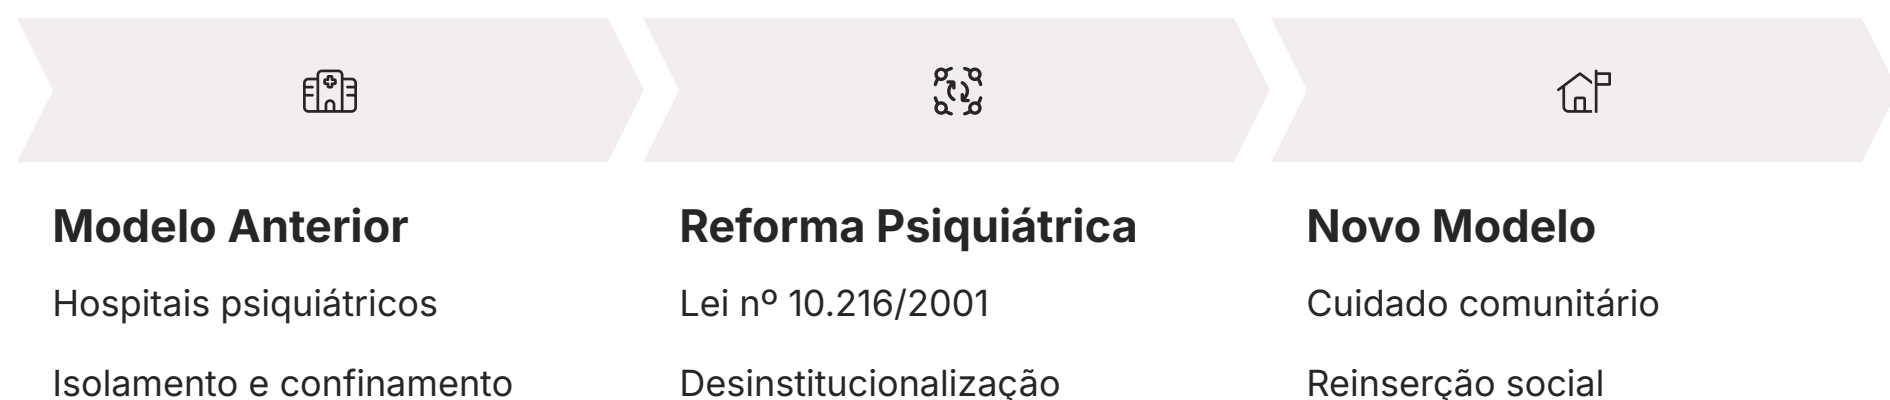 Modelo Anterior
Hospitais psiquiátricos
Isolamento e confinamento
Reforma Psiquiátrica
Lei nº 10.216/2001
Desinstitucionalização
Novo Modelo
Cuidado comunitário
Reinserção social